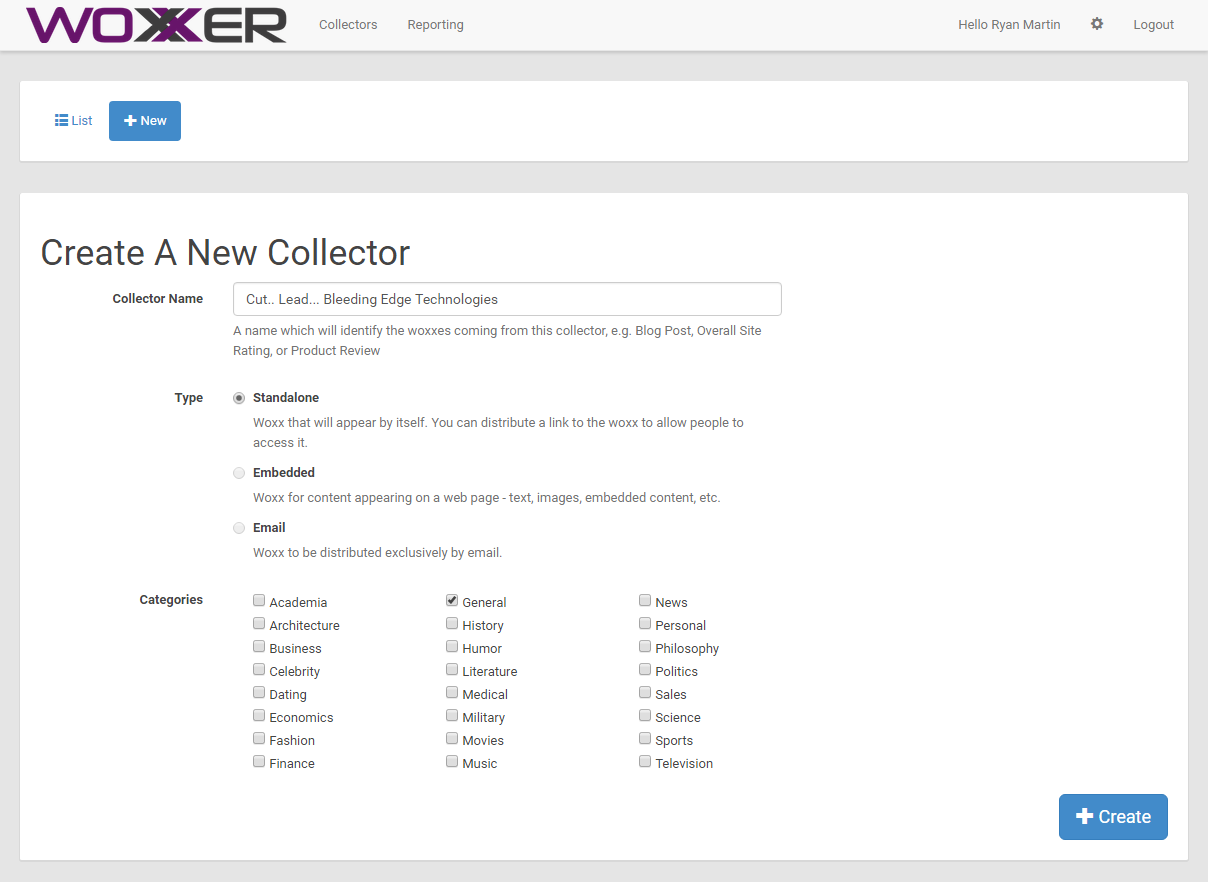 WOXXER Collectors Reporting Hello Ryan Martin Logout
List New
Create A New Collector
Collector Name Cut.. Lead... Bleeding Edge Technologies
A name which will identify the woxxes coming from this collector, e.g. Blog Post, Overall Site
Rating, or Product Review
Type Standalone
Woxx that will appear by itself. You can distribute a link to the woxx to allow people to
access it.
Embedded
Woxx for content appearing on a web page - text, images, embedded content, etc.
Email
Woxx to be distributed exclusively by email.
Categories Academia General News
Architecture History Personal
Business Humor Philosophy
Celebrity Literature Politics
Dating Medical Sales
Economics Military Science
Fashion Movies Sports
Finance Music Television
Create